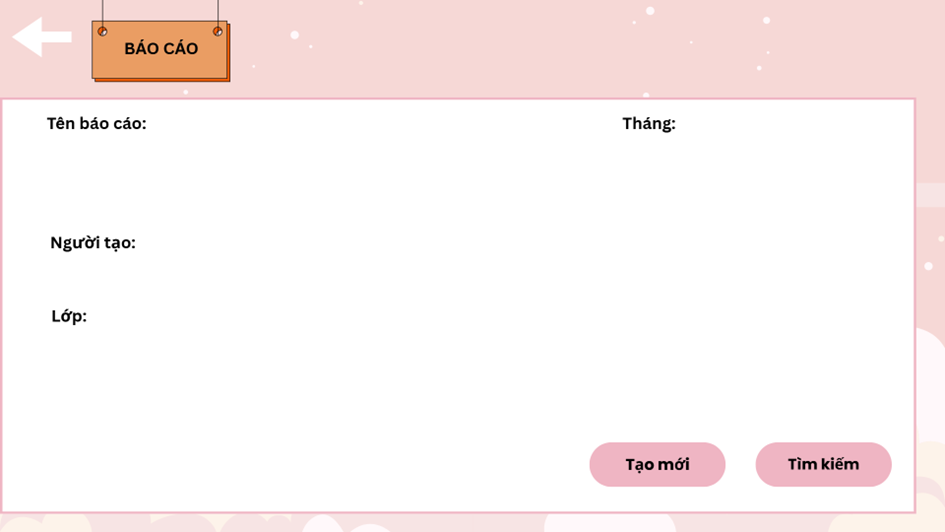 BÁO CÁO
Tên báo cáo:
Tháng:
Người tạo:
Lớp:
Tạo mới
Tìm kiếm